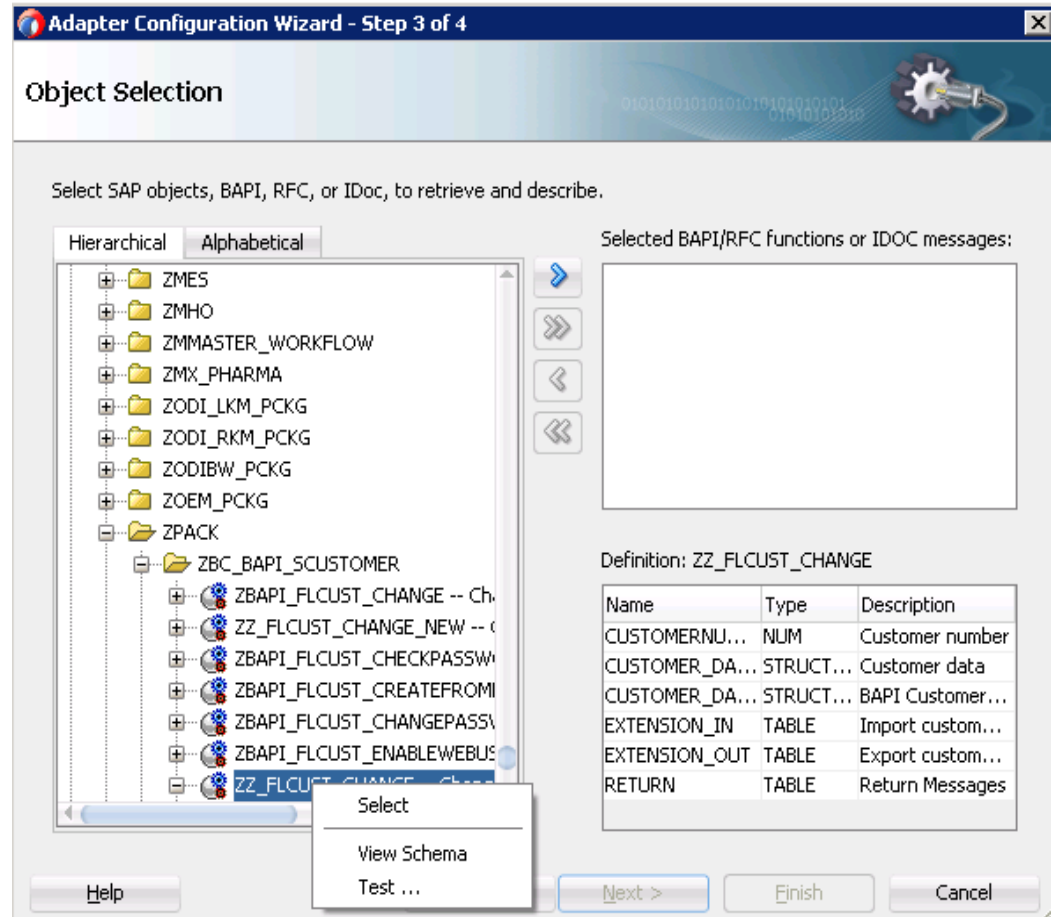 Adapter Configuration Wizard - Step 3 of 4
Object Selection
Select SAP objects, BAPI, RFC, or IDoc, to retrieve and describe.
Hierarchical Alphabetical
Selected BAPI/RFC functions or IDOC messages:
ZMES
ZMHO
ZMMASTER_WORKFLOW
ZMX_PHARMA
ZODI_LKM_PCKG
ZODI_RKM_PCKG
ZODIBW_PCKG
ZOEM_PCKG
ZPACK
ZBC_BAPI_SCUSTOMER
ZBAPI_FLCUST_CHANGE -- Ch
ZZ_FLCUST_CHANGE_NEW --
ZBAPI_FLCUST_CHECKPASSW
ZBAPI_FLCUST_CREATEFROM
ZBAPI_FLCUST_CHANGEPASS
ZBAPI_FLCUST_ENABLEWEBUS
ZZ_FLCU
Select
View Schema
Test ...
Definition: ZZ_FLCUST_CHANGE
Name Type Description
CUSTOMERNU... NUM Customer number
CUSTOMER_DA... STRUCT... Customer data
CUSTOMER_DA... STRUCT... BAPI Customer...
EXTENSION_IN TABLE Import custom...
EXTENSION_OUT TABLE Export custom...
RETURN TABLE Return Messages
Help Next > Finish Cancel